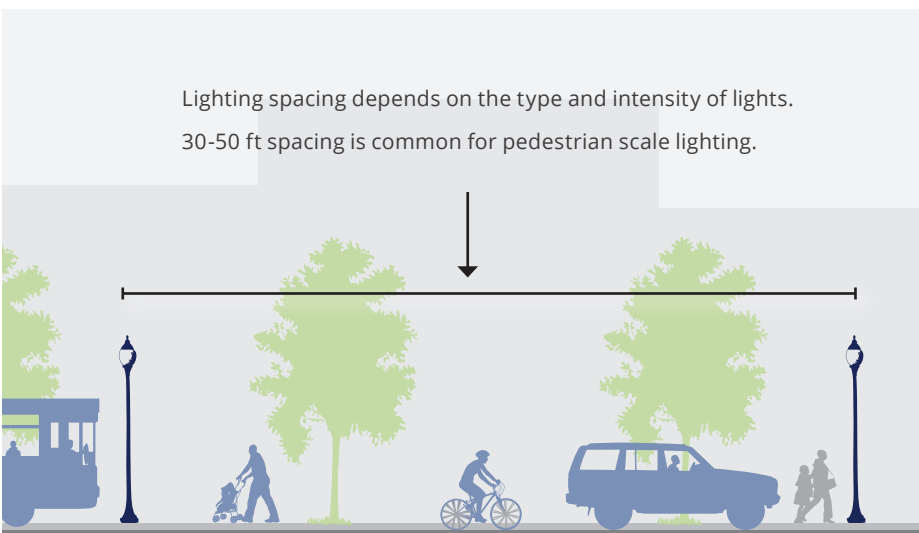 Lighting spacing depends on the type and intensity of lights.
30-50 ft spacing is common for pedestrian scale lighting.